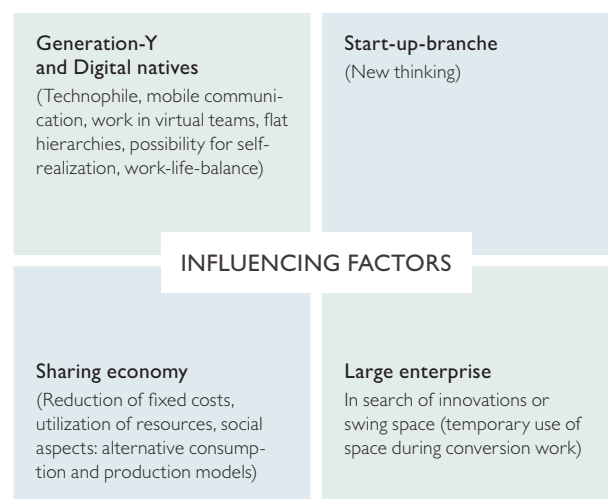 Generation-Y
and Digital natives
(Technophile, mobile communi-
cation, work in virtual teams, flat
hierarchies, possibility for self-
realization, work-life-balance)
Start-up-branche
(New thinking)
INFLUENCING FACTORS
Sharing economy
(Reduction of fixed costs,
utilization of resources, social
aspects: alternative consump-
tion and production models)
Large enterprise
In search of innovations or
swing space (temporary use of
space during conversion work)